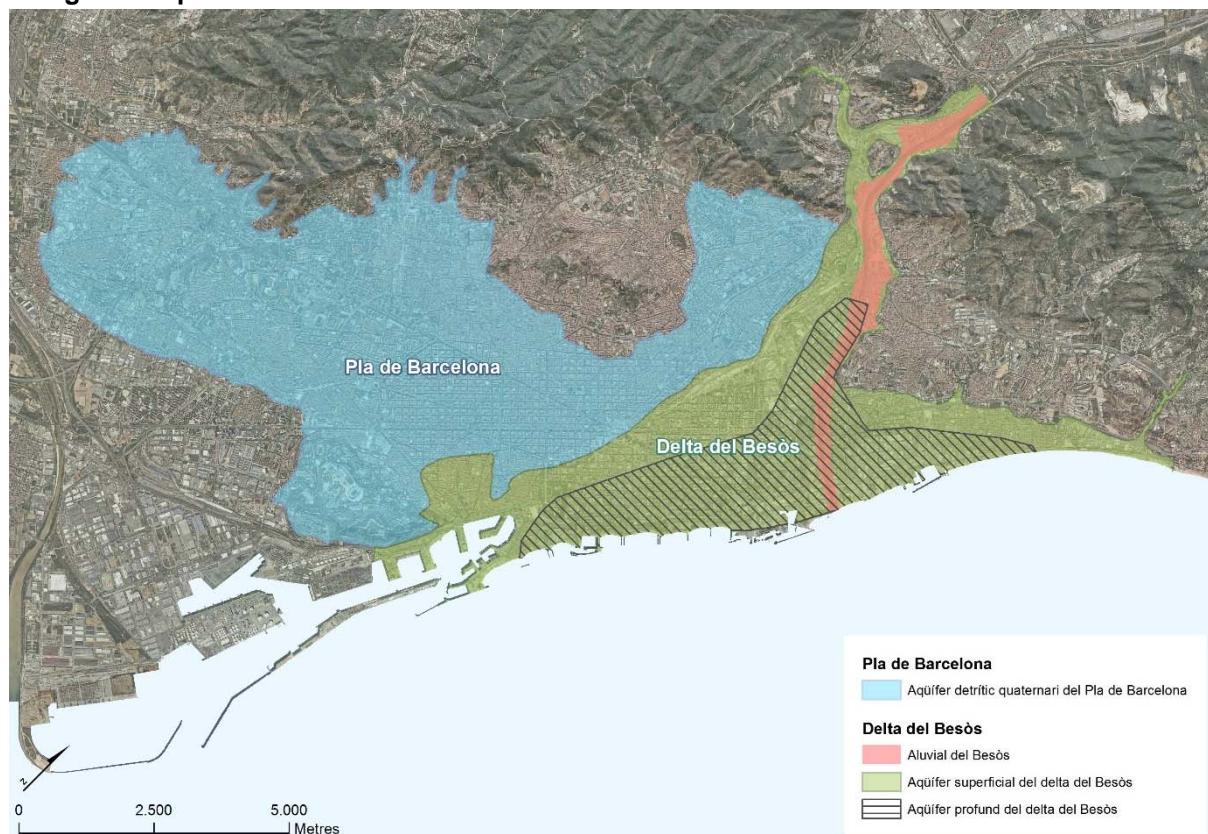 Pla de Barcelona
Delta del Besòs
Pla de Barcelona
Aqüífer detrític quaternari del Pla de Barcelona
Delta del Besòs
Aluvial del Besòs
Aqüífer superficial del delta del Besòs
Aqüífer profund del delta del Besòs
N
0 2.500 5.000
Metres